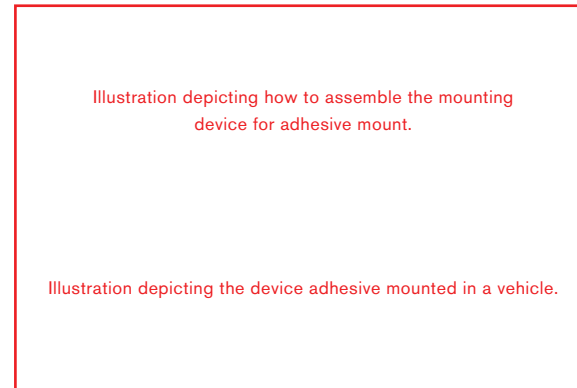 Illustration depicting how to assemble the mounting
device for adhesive mount.
Illustration depicting the device adhesive mounted in a vehicle.